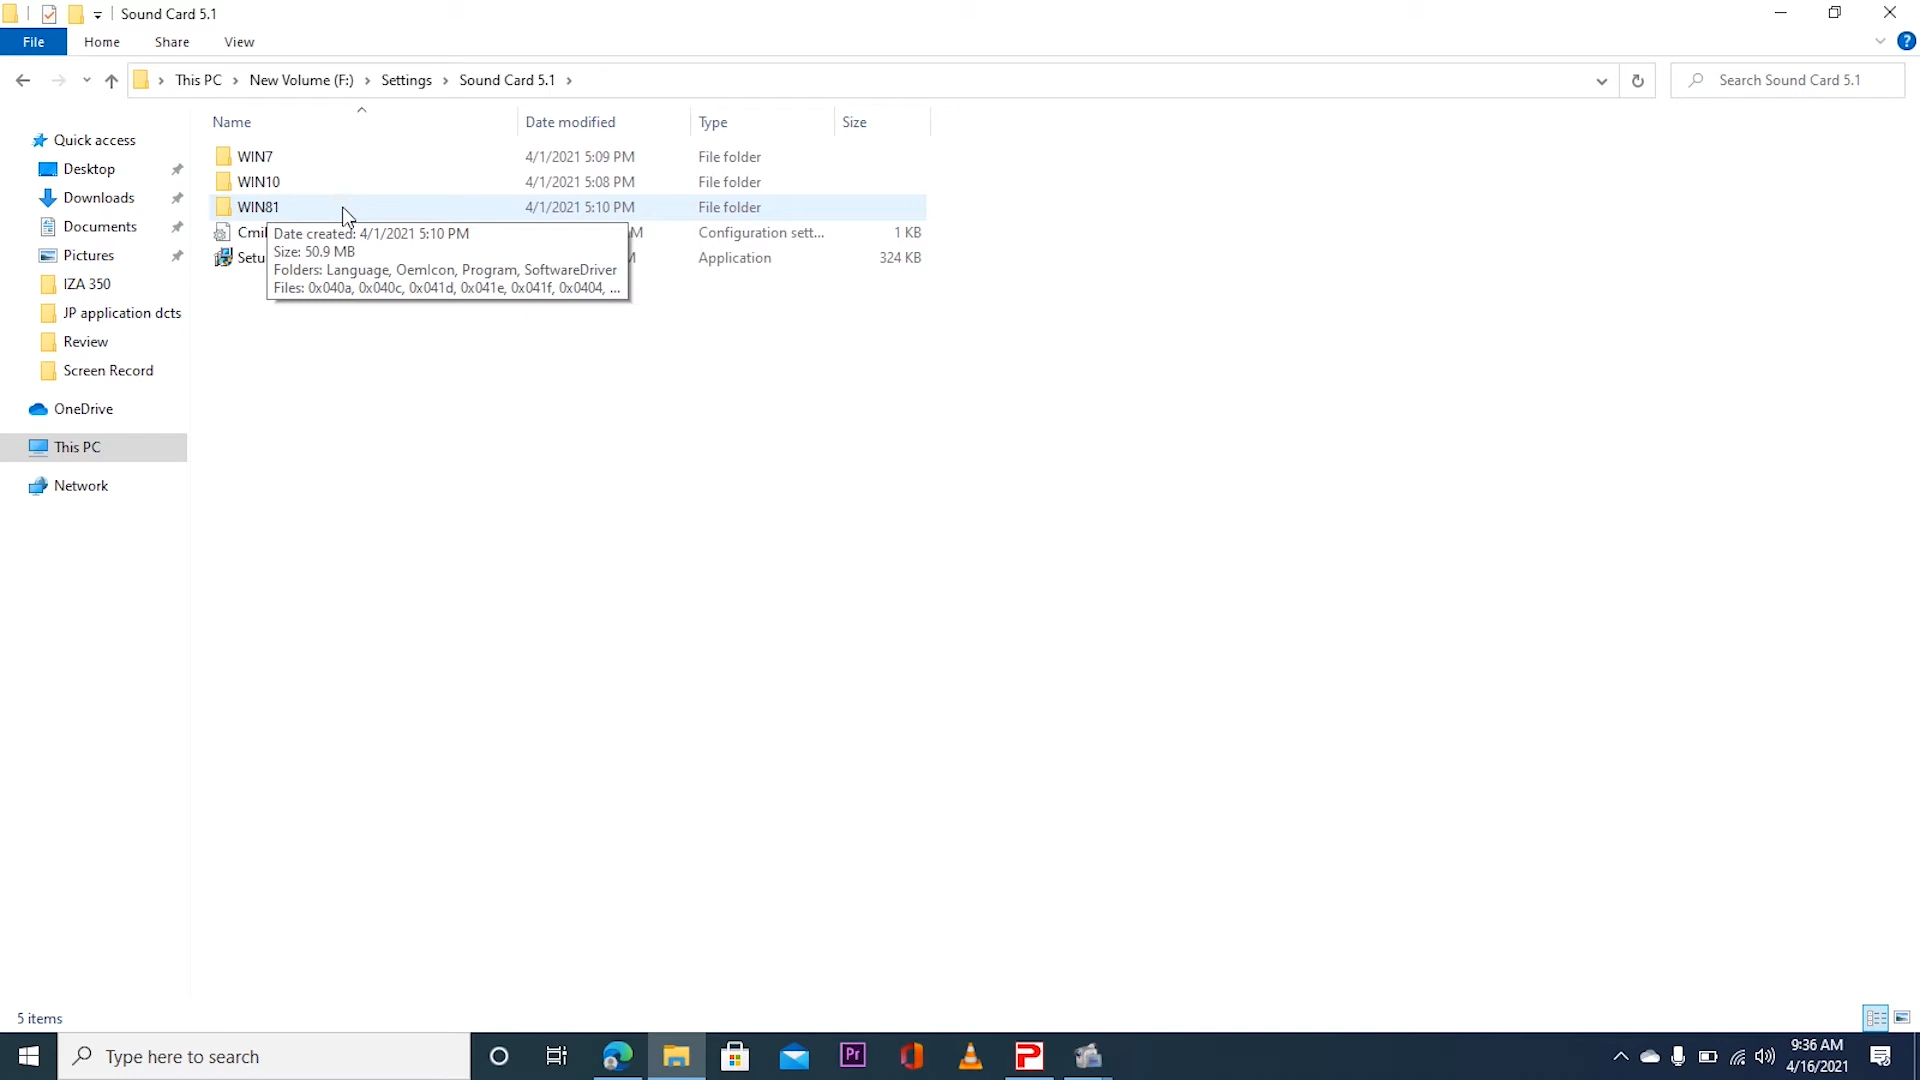 Sound Card 5.1
File Home Share View
This PC New Volume (F:) Settings Sound Card 5.1
Search Sound Card 5.1
Name Date modified Type Size
Quick access
Desktop
Downloads
Documents
Pictures
IZA 350
JP application dcts
Review
Screen Record
OneDrive
This PC
Network
WIN7 4/1/2021 5:09 PM File folder
WIN10 4/1/2021 5:08 PM File folder
WIN81 4/1/2021 5:10 PM File folder
Configuration sett... 1 KB
Application 324 KB
Date created: 4/1/2021 5:10 PM
Size: 50.9 MB
Folders: Language, OemIcon, Program, SoftwareDriver
Files: 0x040a, 0x040c, 0x041d, 0x041e, 0x041f, 0x0404, ...
5 items
Type here to search
Pr
9:36 AM
4/16/2021